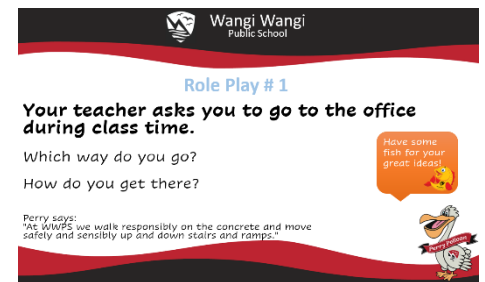 Wangi Wangi
Public School
Role Play # 1
Your teacher asks you to go to the office
during class time.
Which way do you go?
How do you get there?
Have some
fish for your
great ideas!
Perry says:
"At WWPS we walk responsibly on the concrete and move
safely and sensibly up and down stairs and ramps."
Perry Pelican